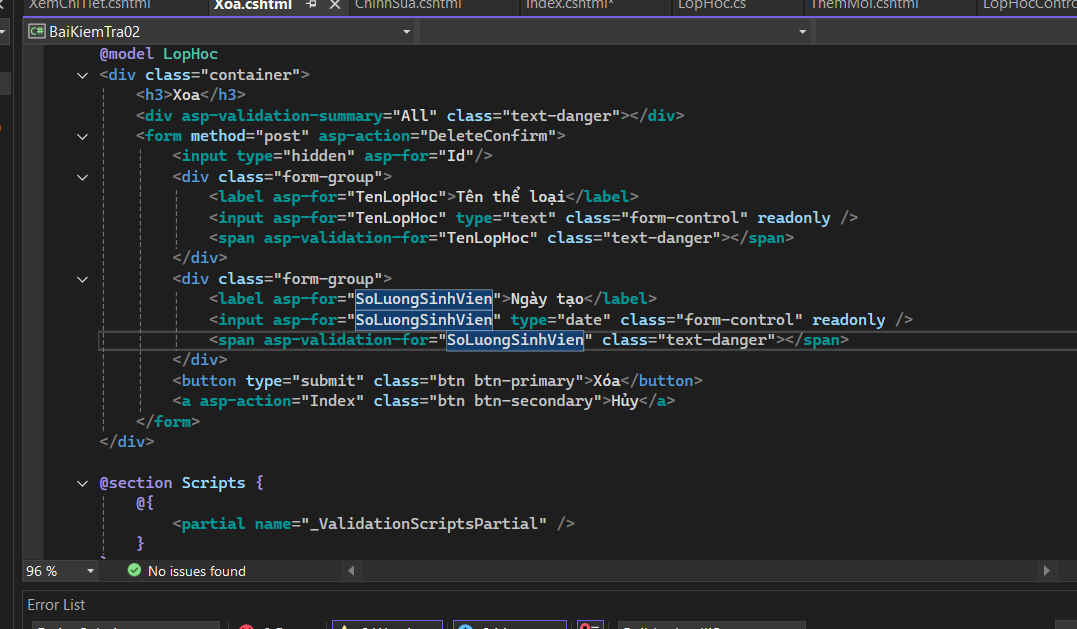 XemChiTiet.cshtml Xoa.cshtml ChinhSua.cshtml Index.cshtml* LopHoc.cs ThemMoi.cshtml LopHocContro
C# BaiKiemTra02
@model LopHoc
<div class="container">
<h3>Xoa</h3>
<div asp-validation-summary="All" class="text-danger"></div>
<form method="post" asp-action="DeleteConfirm">
<input type="hidden" asp-for="Id"/>
<div class="form-group">
<label asp-for="TenLopHoc">Tên thể loại</label>
<input asp-for="TenLopHoc" type="text" class="form-control" readonly />
<span asp-validation-for="TenLopHoc" class="text-danger"></span>
</div>
<div class="form-group">
<label asp-for="SoLuongSinhVien">Ngày tạo</label>
<input asp-for="SoLuongSinhVien" type="date" class="form-control" readonly />
<span asp-validation-for="SoLuongSinhVien" class="text-danger"></span>
</div>
<button type="submit" class="btn btn-primary">Xóa</button>
<a asp-action="Index" class="btn btn-secondary">Hủy</a>
</form>
</div>
@section Scripts {
@{
<partial name="_ValidationScriptsPartial" />
}
96 % No issues found
Error List